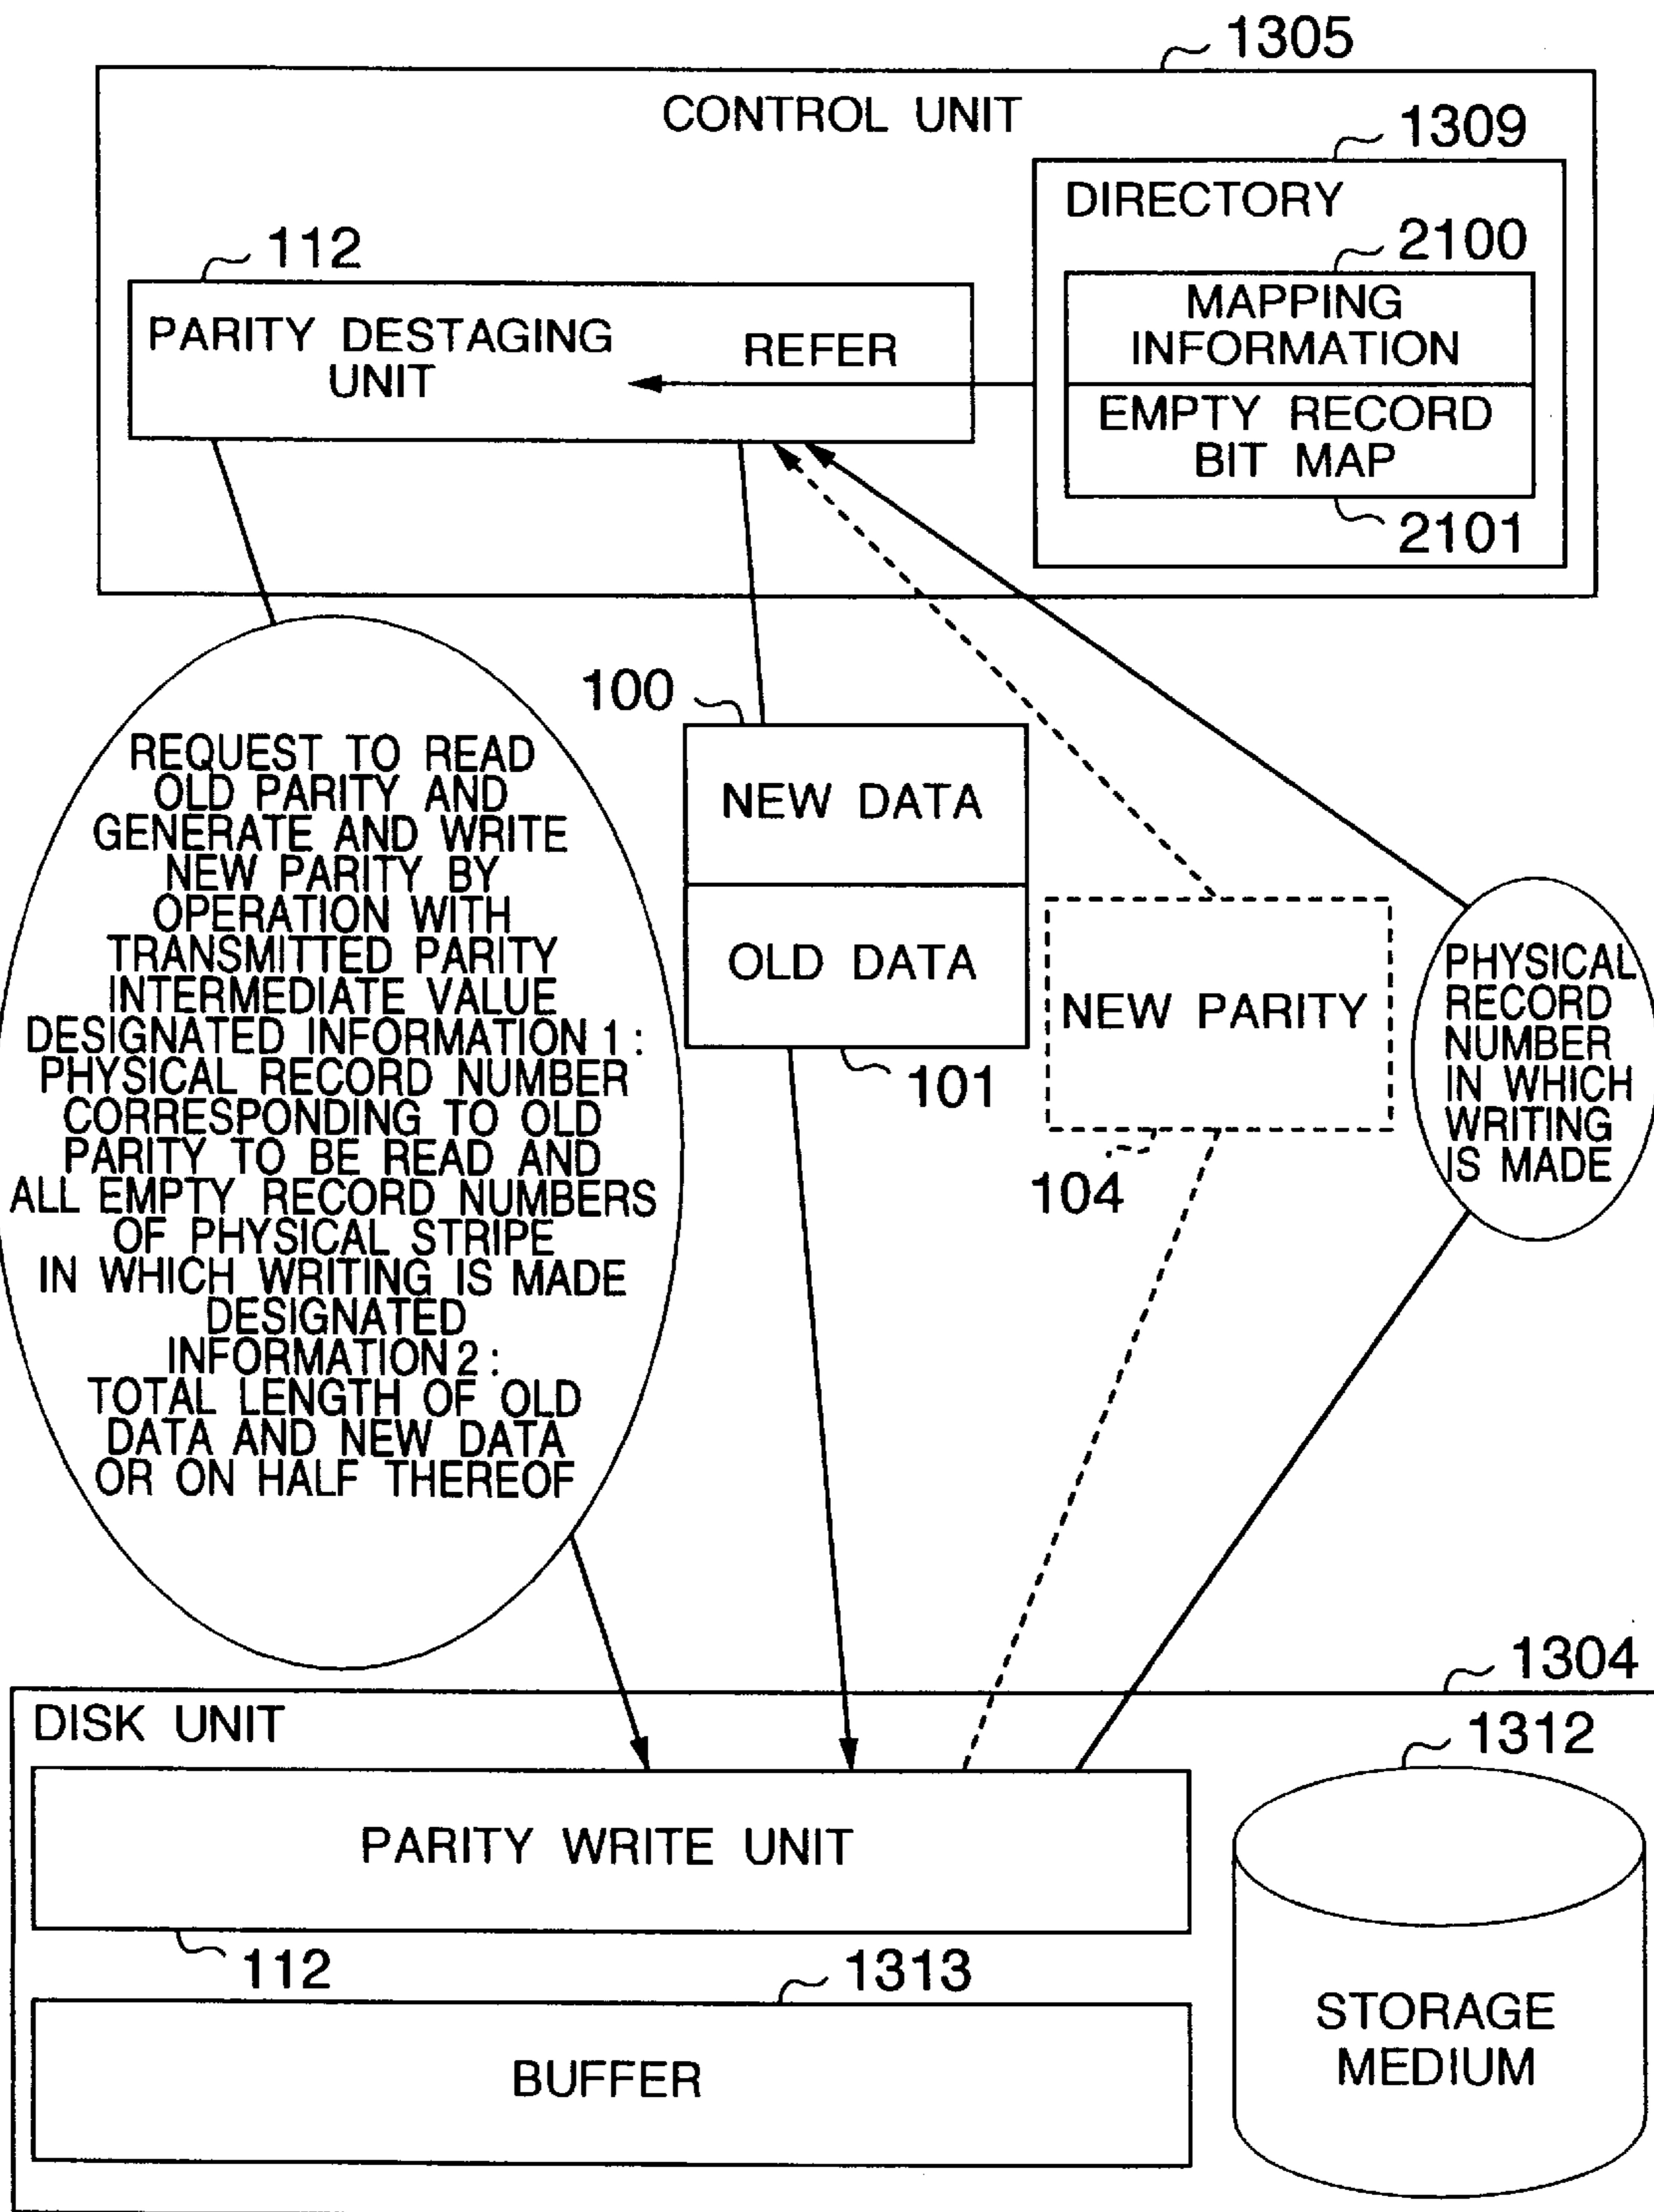 1305
CONTROL UNIT
1309
DIRECTORY
112
2100
MAPPING
INFORMATION
PARITY DESTAGING
UNIT
REFER
EMPTY RECORD
BIT MAP
2101
100
REQUEST TO READ
OLD PARITY AND
GENERATE AND WRITE
NEW PARITY BY
OPERATION WITH
TRANSMITTED PARITY
INTERMEDIATE VALUE
DESIGNATED INFORMATION 1 :
PHYSICAL RECORD NUMBER
CORRESPONDING TO OLD
PARITY TO BE READ AND
ALL EMPTY RECORD NUMBERS
OF PHYSICAL STRIPE
IN WHICH WRITING IS MADE
DESIGNATED
INFORMATION 2 :
TOTAL LENGTH OF OLD
DATA AND NEW DATA
OR ON HALF THEREOF
NEW DATA
OLD DATA
101
NEW PARITY
104
PHYSICAL
RECORD
NUMBER
IN WHICH
WRITING
IS MADE
1304
DISK UNIT
1312
PARITY WRITE UNIT
112
1313
BUFFER
STORAGE
MEDIUM